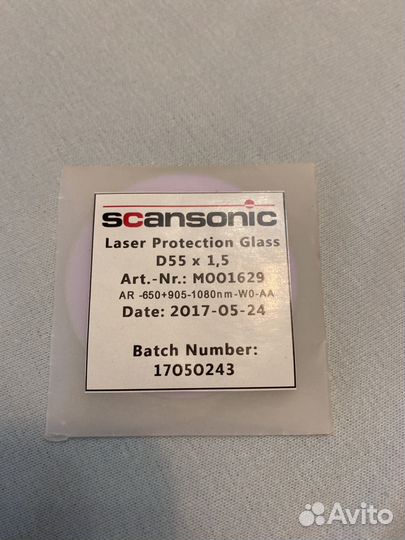 scansonic
Laser Protection Glass
D55 x 1,5
Art.-Nr.: M001629
AR -650+905-1080nm-W0-AA
Date: 2017-05-24
Batch Number:
17050243
Avito